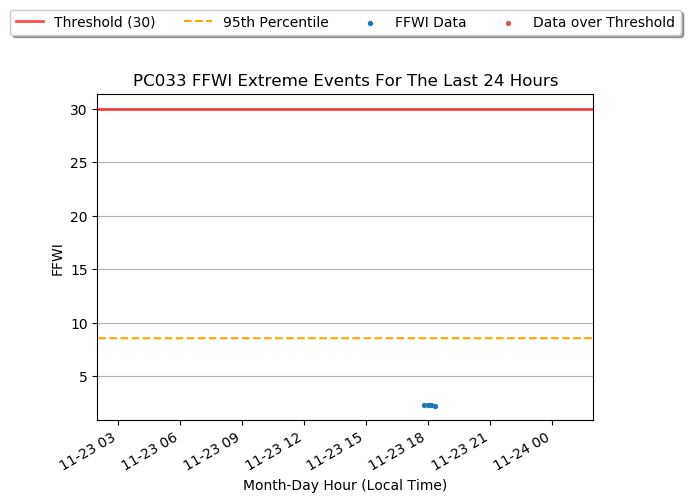 Threshold (30) 95th Percentile FFWI Data Data over Threshold
PC033 FFWI Extreme Events For The Last 24 Hours
30
25
20
15
10
5
FFWI
11-23 03 11-23 06 11-23 09 11-23 12 11-23 15 11-23 18 11-23 21 11-24 00
Month-Day Hour (Local Time)